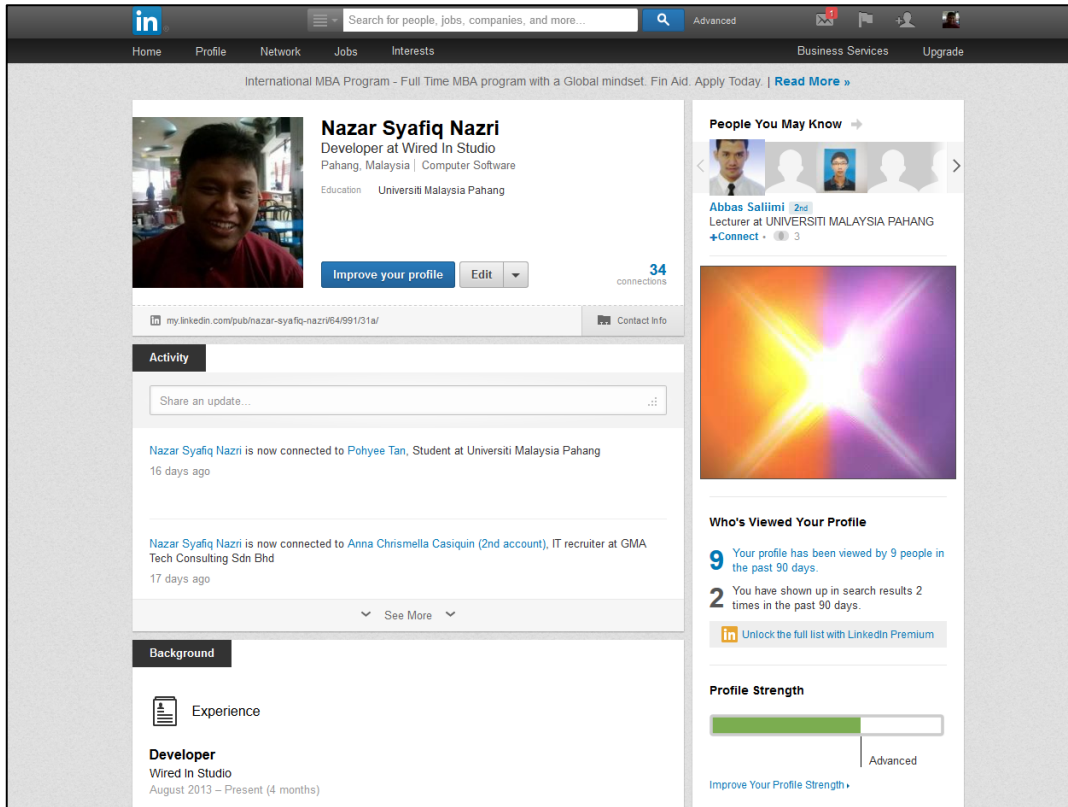 in
Search for people, jobs, companies, and more...
Advanced
1
Home Profile Network Jobs Interests Business Services Upgrade
International MBA Program - Full Time MBA program with a Global mindset. Fin Aid. Apply Today. | Read More »
Nazar Syafiq Nazri
Developer at Wired In Studio
Pahang, Malaysia | Computer Software
Education Universiti Malaysia Pahang
Improve your profile
Edit
34
connections
in my.linkedin.com/pub/nazar-syafiq-nazri/64/991/31a/
Contact Info
Activity
Share an update...
Nazar Syafiq Nazri is now connected to Pohyee Tan, Student at Universiti Malaysia Pahang
16 days ago
Nazar Syafiq Nazri is now connected to Anna Chrismella Casiquin (2nd account), IT recruiter at GMA
Tech Consulting Sdn Bhd
17 days ago
See More
Background
Experience
Developer
Wired In Studio
August 2013 – Present (4 months)
People You May Know
Abbas Saliimi 2nd
Lecturer at UNIVERSITI MALAYSIA PAHANG
+Connect • 3
Who's Viewed Your Profile
9 Your profile has been viewed by 9 people in
the past 90 days.
2 You have shown up in search results 2
times in the past 90 days.
in Unlock the full list with LinkedIn Premium
Profile Strength
Advanced
Improve Your Profile Strength